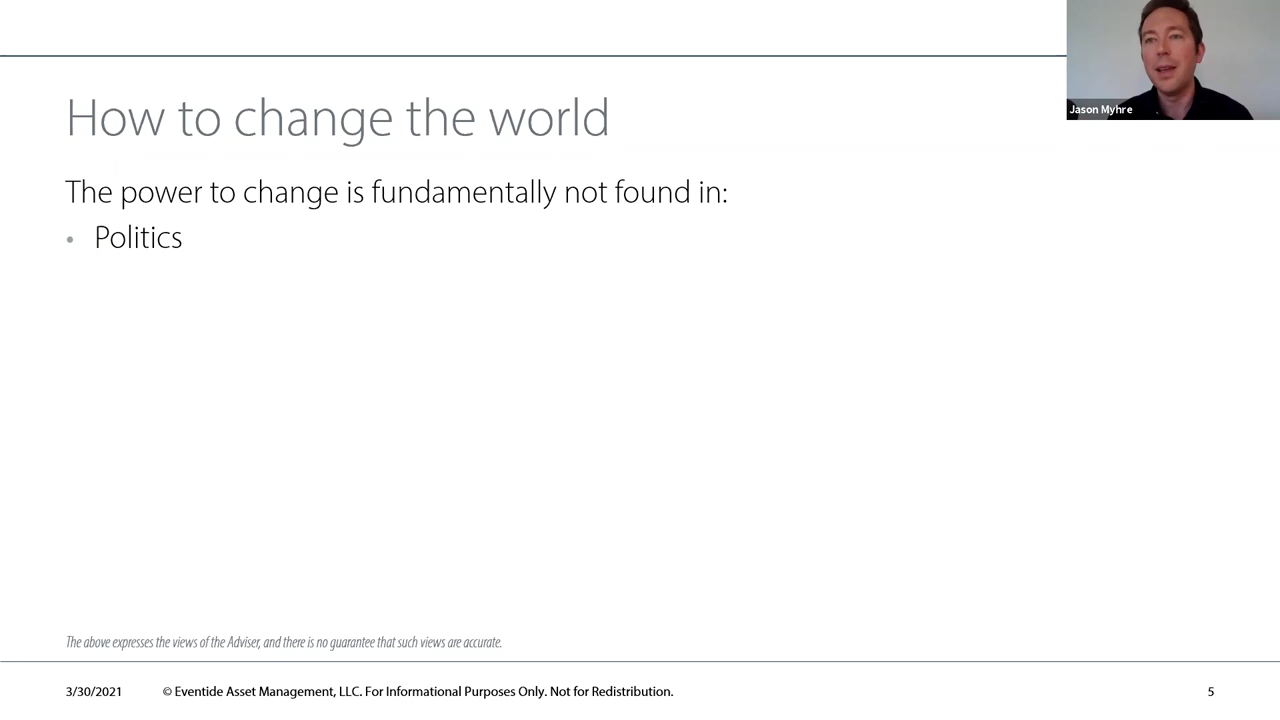 Jason Myhre
How to change the world
The power to change is fundamentally not found in:
• Politics
The above expresses the views of the Adviser, and there is no guarantee that such views are accurate.
3/30/2021 © Eventide Asset Management, LLC. For Informational Purposes Only. Not for Redistribution. 5